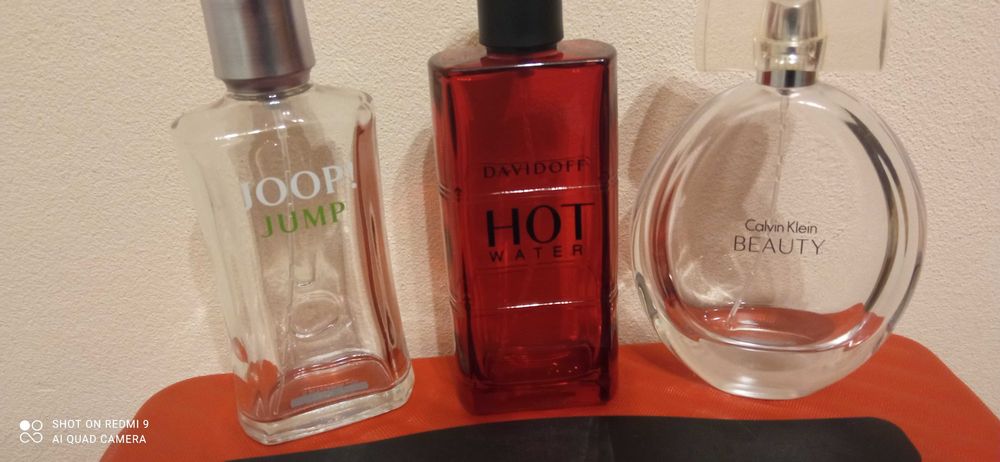 JOOP!
JUMP
DAVIDOFF
HOT
WATER
Calvin Klein
BEAUTY
SHOT ON REDMI 9
AI QUAD CAMERA